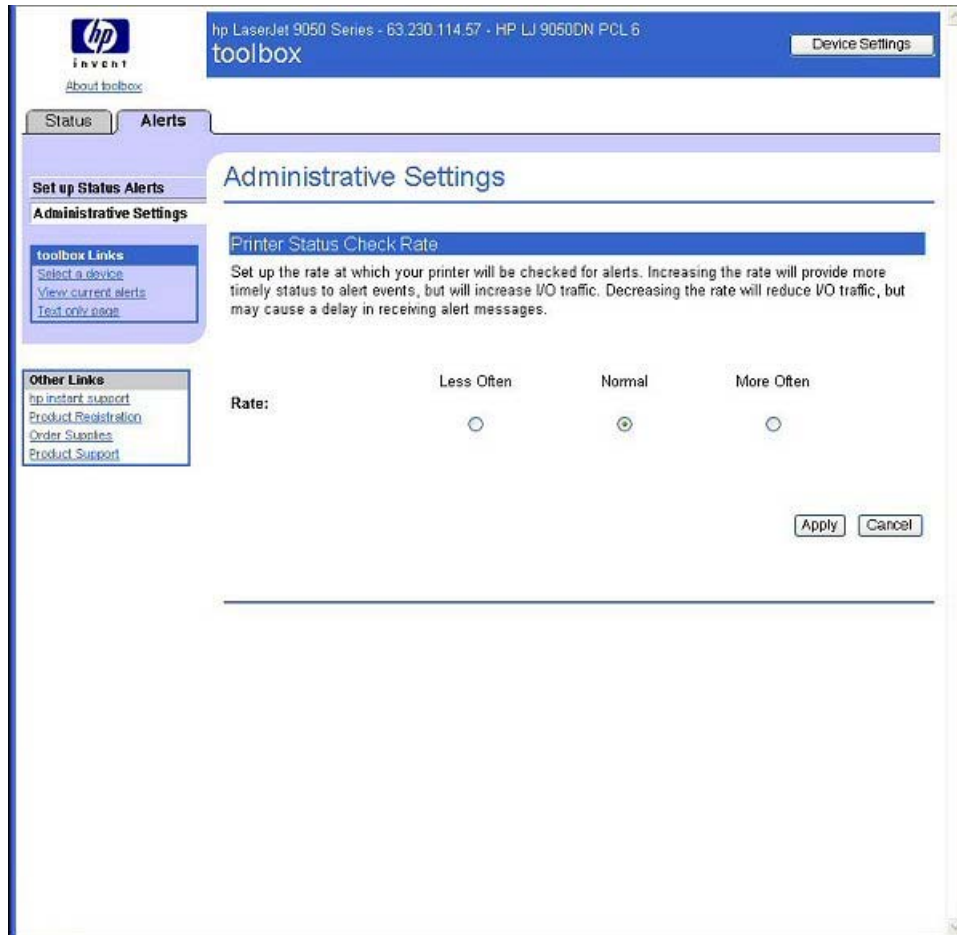 hp
invent
About toolbox
hp LaserJet 9050 Series - 63.230.114.57 - HP LJ 9050DN PCL 6
toolbox
Device Settings
Status
Alerts
Set up Status Alerts
Administrative Settings
toolbox Links
Select a device
View current alerts
Text only page
Other Links
hp instant support
Product Registration
Order Supplies
Product Support
Administrative Settings
Printer Status Check Rate
Set up the rate at which your printer will be checked for alerts. Increasing the rate will provide more
timely status to alert events, but will increase I/O traffic. Decreasing the rate will reduce I/O traffic, but
may cause a delay in receiving alert messages.
Less Often
Normal
More Often
Rate:
Apply
Cancel